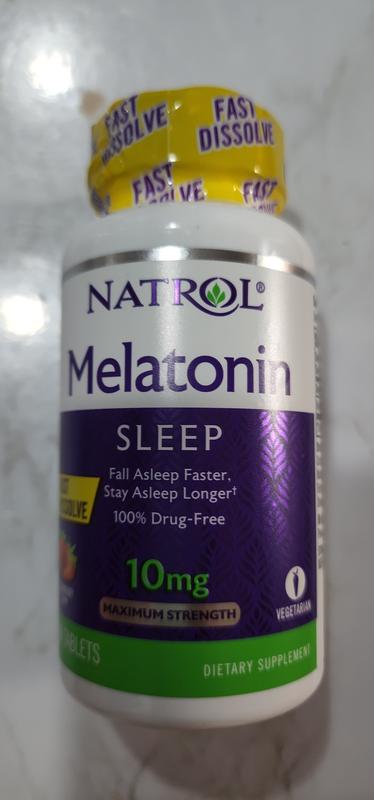 FAST
DISSOLVE
FAST
DISSOLVE
FAST
FAST
NATROL®
Melatonin
SLEEP
Fall Asleep Faster,
Stay Asleep Longer†
100% Drug-Free
10mg
MAXIMUM STRENGTH
VEGETARIAN
TABLETS
DIETARY SUPPLEMENT